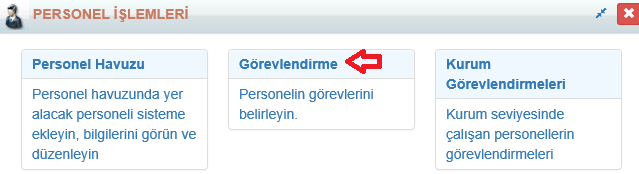 PERSONEL İŞLEMLERİ
Personel Havuzu
Personel havuzunda yer
alacak personeli sisteme
ekleyin, bilgilerini görün ve
düzenleyin
Görevlendirme
Personelin görevlerini
belirleyin.
Kurum
Görevlendirmeleri
Kurum seviyesinde
çalışan personellerin
görevlendirmeleri